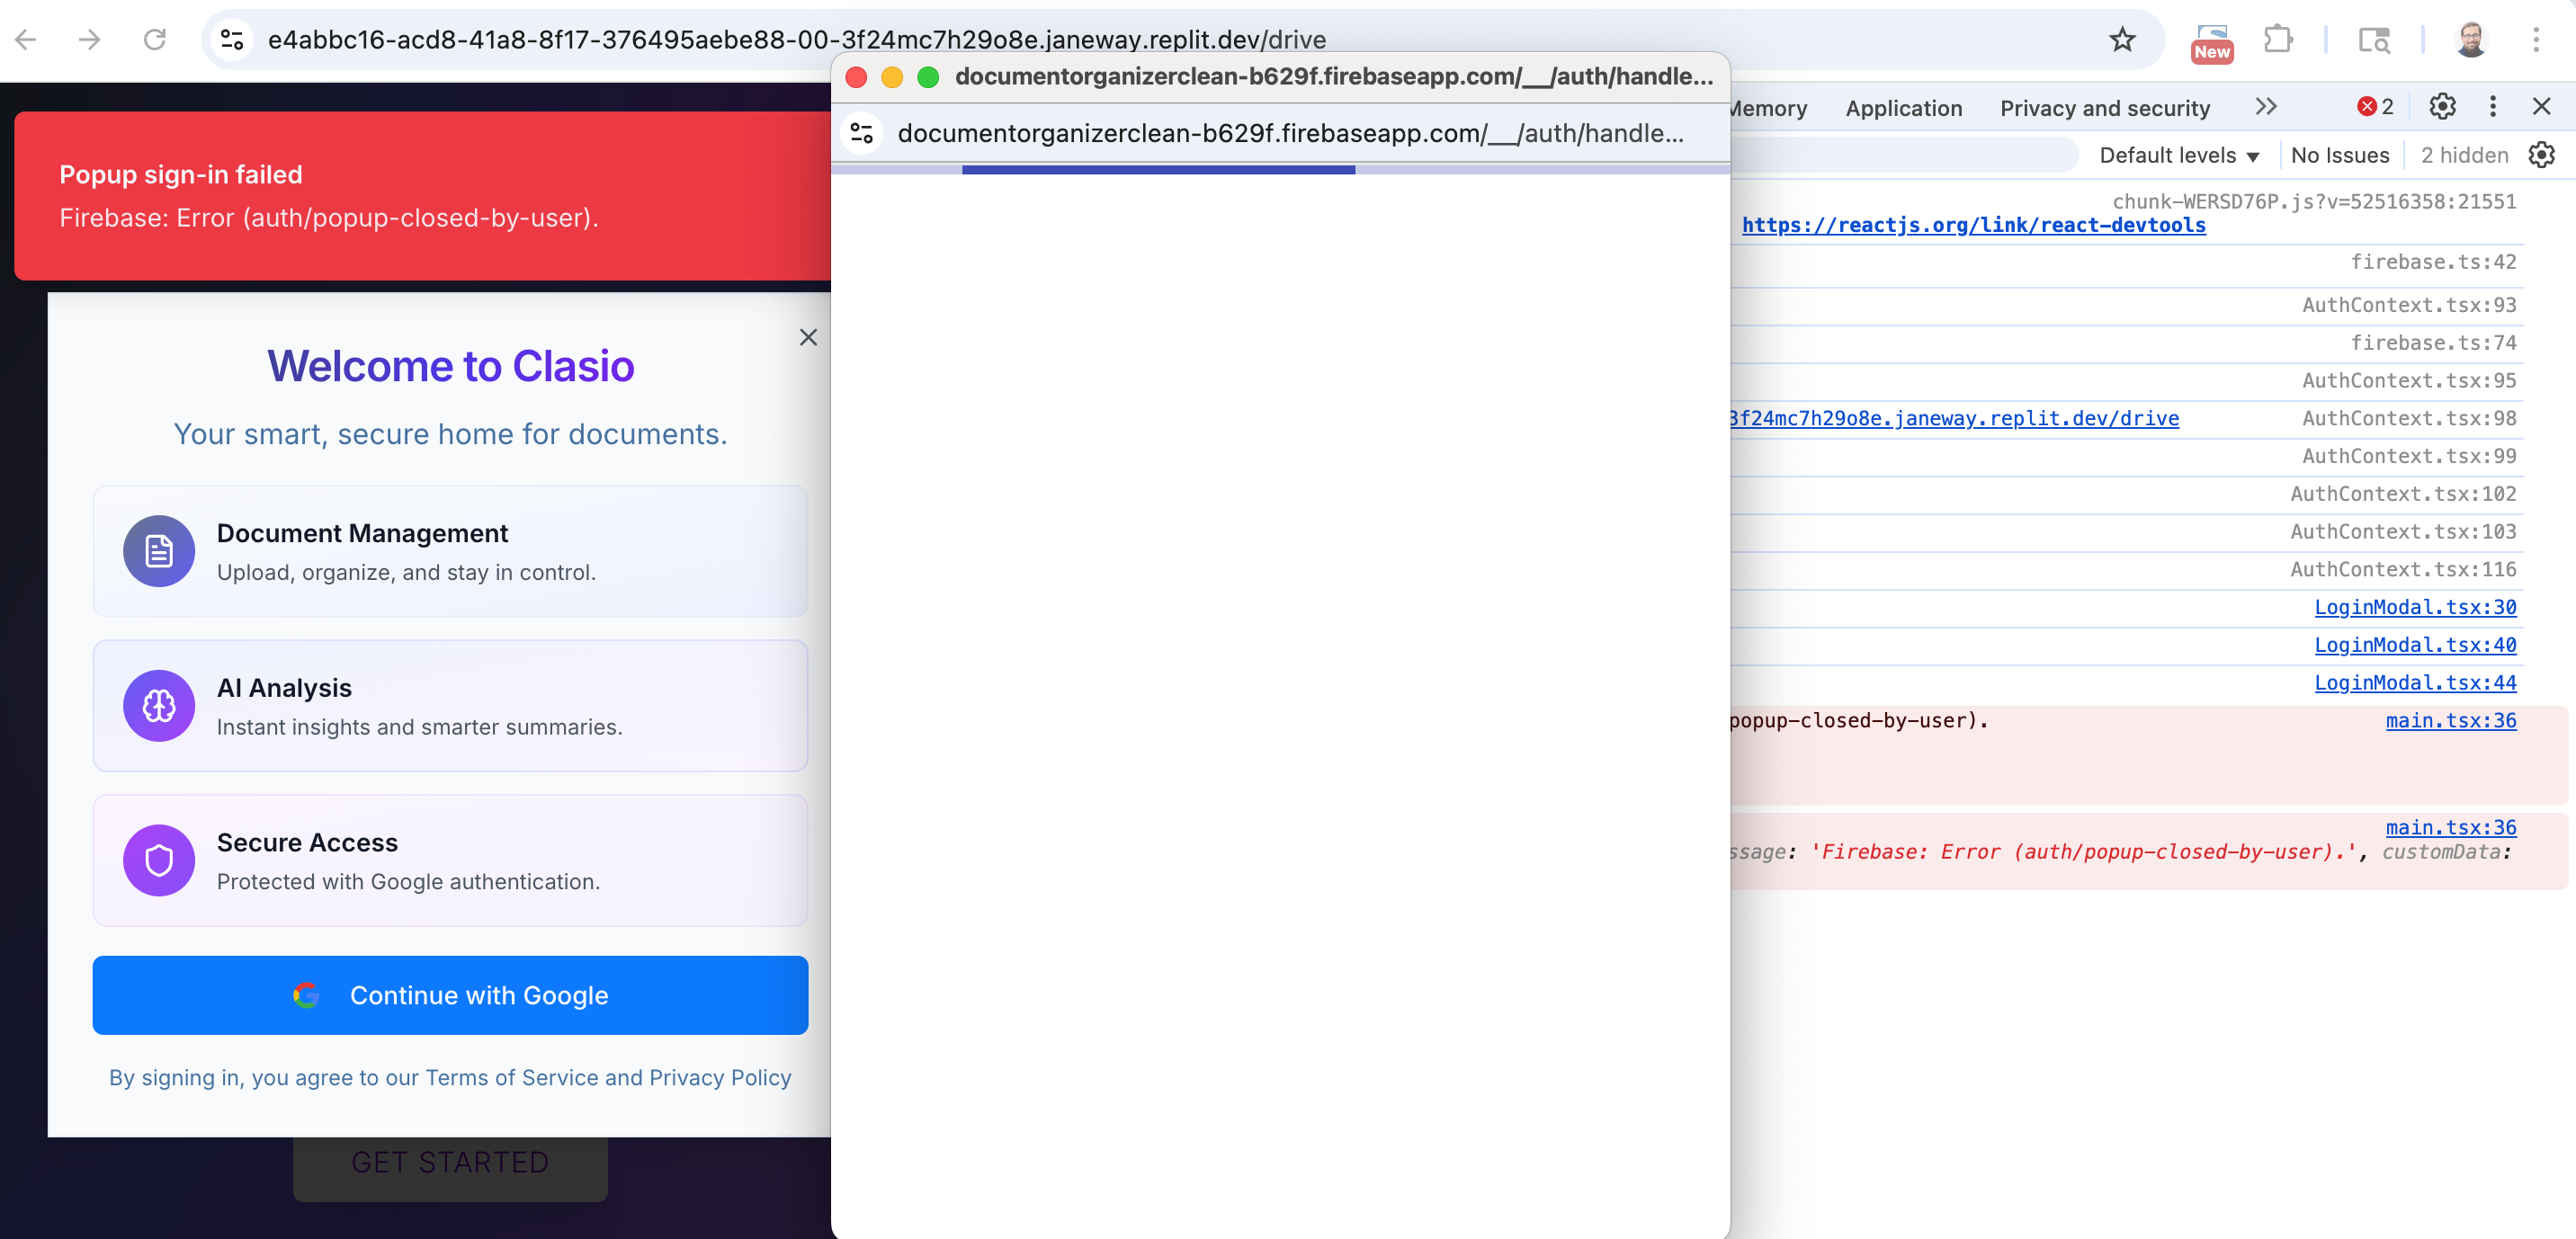 e4abbc16-acd8-41a8-8f17-376495aebe88-00-3f24mc7h29o8e.janeway.replit.dev/drive
New
documentorganizerclean-b629f.firebaseapp.com/__/auth/handle...
documentorganizerclean-b629f.firebaseapp.com/__/auth/handle...
Popup sign-in failed
Firebase: Error (auth/popup-closed-by-user).
Welcome to Clasio
Your smart, secure home for documents.
Document Management
Upload, organize, and stay in control.
AI Analysis
Instant insights and smarter summaries.
Secure Access
Protected with Google authentication.
Continue with Google
By signing in, you agree to our Terms of Service and Privacy Policy
GET STARTED
Memory Application Privacy and security 2
Default levels No Issues 2 hidden
chunk-WERSD76P.js?v=52516358:21551
https://reactjs.org/link/react-devtools
firebase.ts:42
AuthContext.tsx:93
firebase.ts:74
AuthContext.tsx:95
3f24mc7h29o8e.janeway.replit.dev/drive AuthContext.tsx:98
AuthContext.tsx:99
AuthContext.tsx:102
AuthContext.tsx:103
AuthContext.tsx:116
LoginModal.tsx:30
LoginModal.tsx:40
LoginModal.tsx:44
popup-closed-by-user). main.tsx:36
main.tsx:36
ssage: 'Firebase: Error (auth/popup-closed-by-user).', customData: